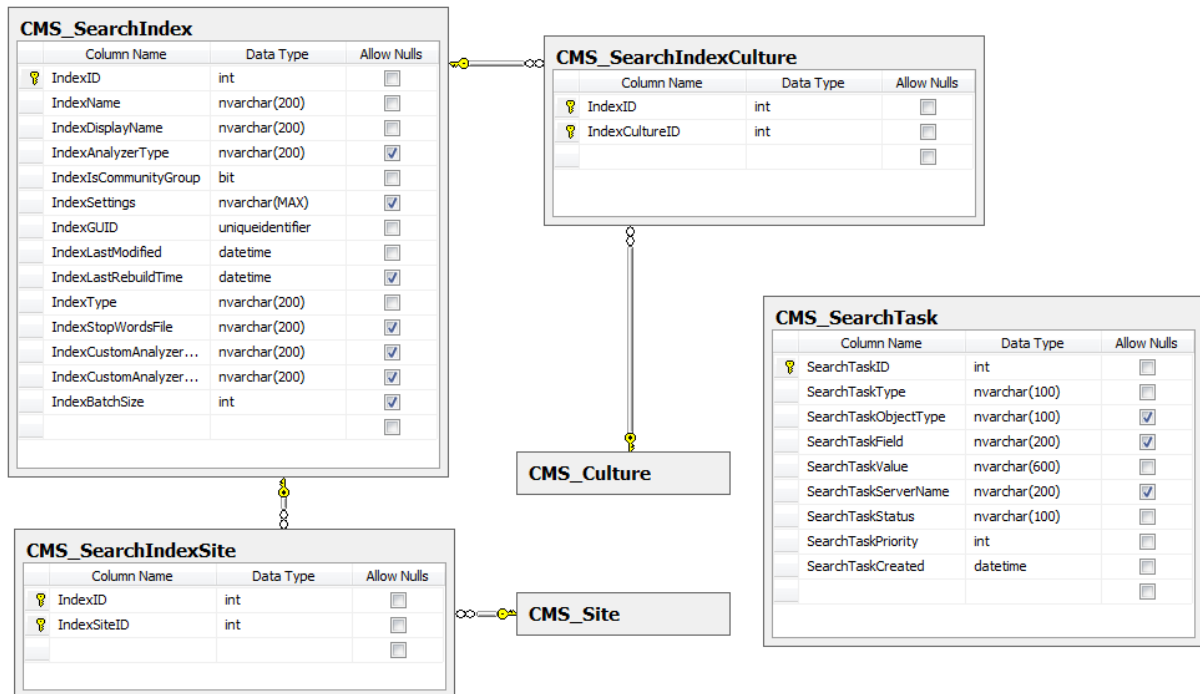 CMS_SearchIndex
Column Name Data Type Allow Nulls
IndexID int
IndexName nvarchar(200)
IndexDisplayName nvarchar(200)
IndexAnalyzerType nvarchar(200)
IndexIsCommunityGroup bit
IndexSettings nvarchar(MAX)
IndexGUID uniqueidentifier
IndexLastModified datetime
IndexLastRebuildTime datetime
IndexType nvarchar(200)
IndexStopWordsFile nvarchar(200)
IndexCustomAnalyzer... nvarchar(200)
IndexCustomAnalyzer... nvarchar(200)
IndexBatchSize int
CMS_SearchIndexCulture
Column Name Data Type Allow Nulls
IndexID int
IndexCultureID int
CMS_SearchTask
Column Name Data Type Allow Nulls
SearchTaskID int
SearchTaskType nvarchar(100)
SearchTaskObjectType nvarchar(100)
SearchTaskField nvarchar(200)
SearchTaskValue nvarchar(600)
SearchTaskServerName nvarchar(200)
SearchTaskStatus nvarchar(100)
SearchTaskPriority int
SearchTaskCreated datetime
CMS_Culture
CMS_SearchIndexSite
Column Name Data Type Allow Nulls
IndexID int
IndexSiteID int
CMS_Site